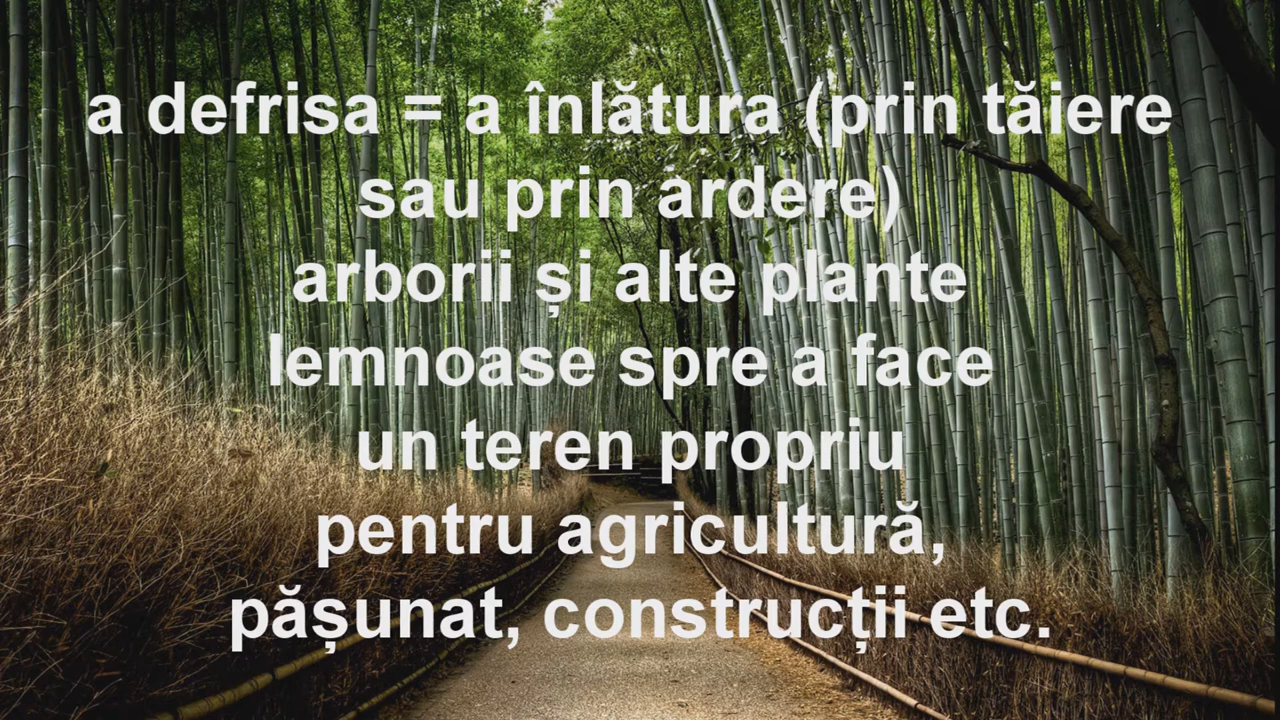 a defrisa = a înlătura (prin tăiere
sau prin ardere)
arborii și alte plante
lemnoase spre a face
un teren propriu
pentru agricultură,
pășunat, construcții etc.